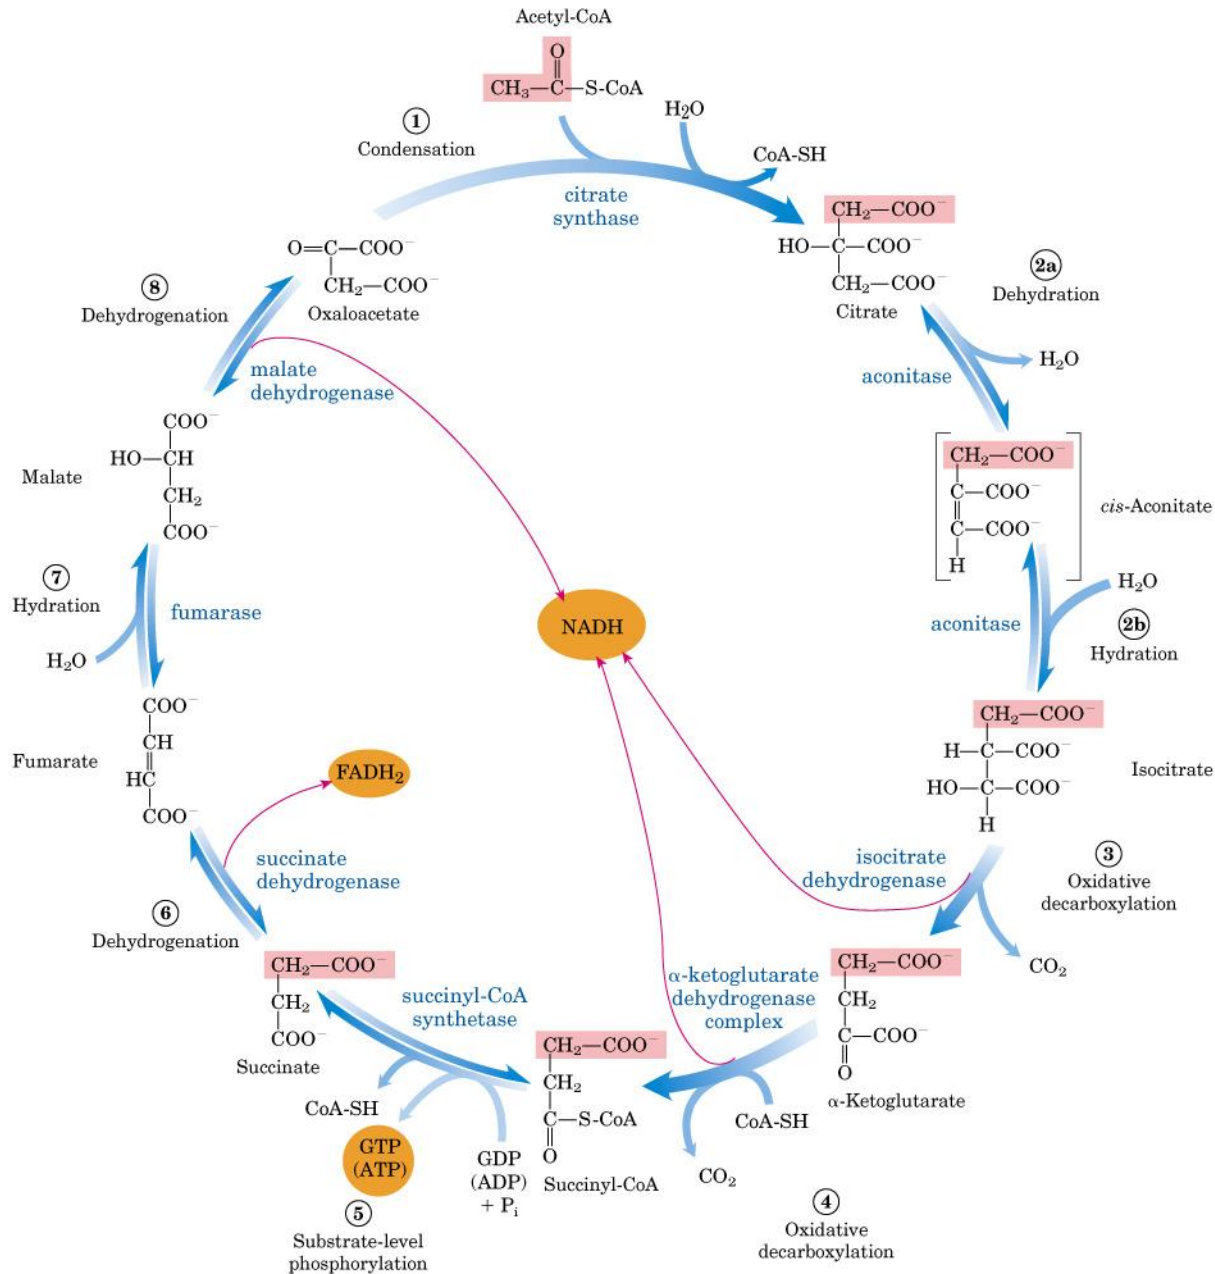 Acetyl-CoA
O
CH₃—C—S-CoA
H₂O
① Condensation
CoA-SH
citrate
synthase
CH₂—COO⁻
HO—C—COO⁻
CH₂—COO⁻
Citrate
2a
Dehydration
H₂O
aconitase
CH₂—COO⁻
C—COO⁻
C—COO⁻
H
cis-Aconitate
H₂O
aconitase
2b
Hydration
CH₂—COO⁻
H—C—COO⁻
HO—C—COO⁻
H
Isocitrate
③
Oxidative
decarboxylation
isocitrate
dehydrogenase
CO₂
CH₂—COO⁻
CH₂
C—COO⁻
O
α-Ketoglutarate
α-ketoglutarate
dehydrogenase
complex
CoA-SH
CO₂
④
Oxidative
decarboxylation
CH₂—COO⁻
CH₂
C—S-CoA
O
Succinyl-CoA
succinyl-CoA
synthetase
GDP
(ADP)
+ Pᵢ
CoA-SH
GTP
(ATP)
⑤
Substrate-level
phosphorylation
CH₂—COO⁻
CH₂
COO⁻
Succinate
⑥
Dehydrogenation
succinate
dehydrogenase
FADH₂
COO⁻
CH
HC
COO⁻
Fumarate
⑦
Hydration
H₂O
fumarase
COO⁻
HO—CH
CH₂
COO⁻
Malate
⑧
Dehydrogenation
malate
dehydrogenase
O=C—COO⁻
CH₂—COO⁻
Oxaloacetate
NADH